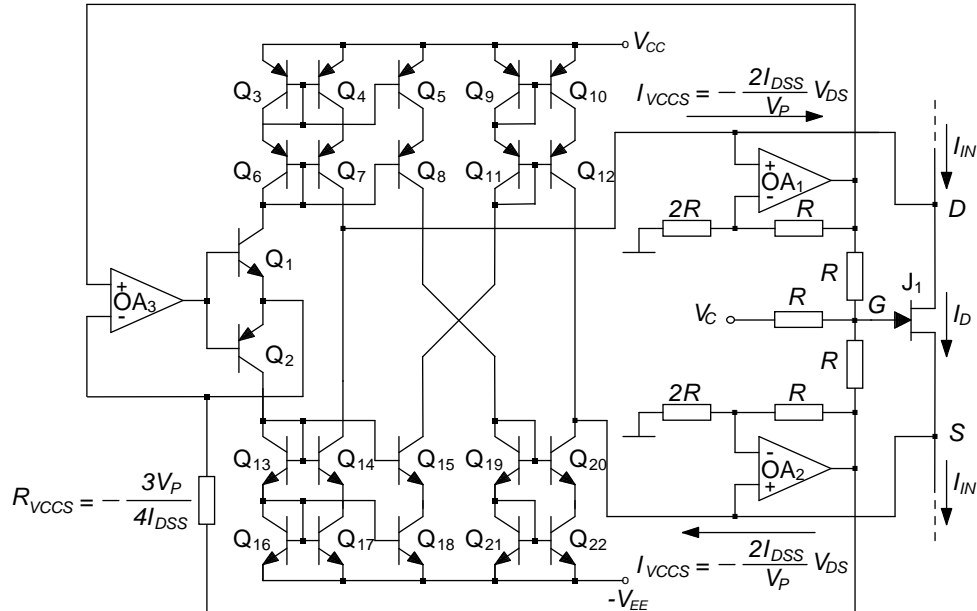 V_CC
Q_3 Q_4 Q_5 Q_9 Q_10
I_VCCS = - 2I_DSS / V_P V_DS
I_IN
Q_6 Q_7 Q_8 Q_11 Q_12
+ - OA_1
D
2R R
Q_1
R
J_1
+ - OA_3
V_C R G
I_D
Q_2
R
2R R
S
Q_13 Q_14 Q_15 Q_19 Q_20
- + OA_2
I_IN
R_VCCS = - 3V_P / 4I_DSS
Q_16 Q_17 Q_18 Q_21 Q_22
I_VCCS = - 2I_DSS / V_P V_DS
-V_EE